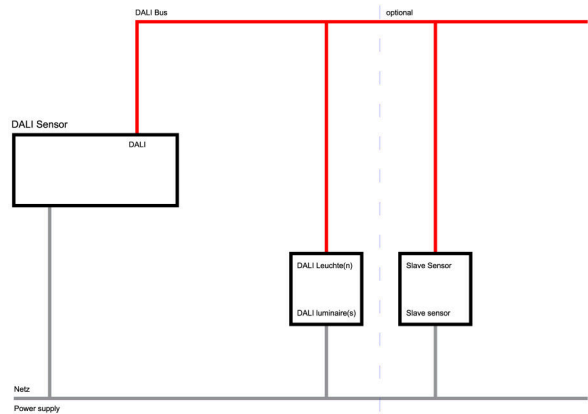 DALI Bus
optional
DALI Sensor
DALI
DALI Leuchte(n)
DALI luminaire(s)
Slave Sensor
Slave sensor
Netz
Power supply